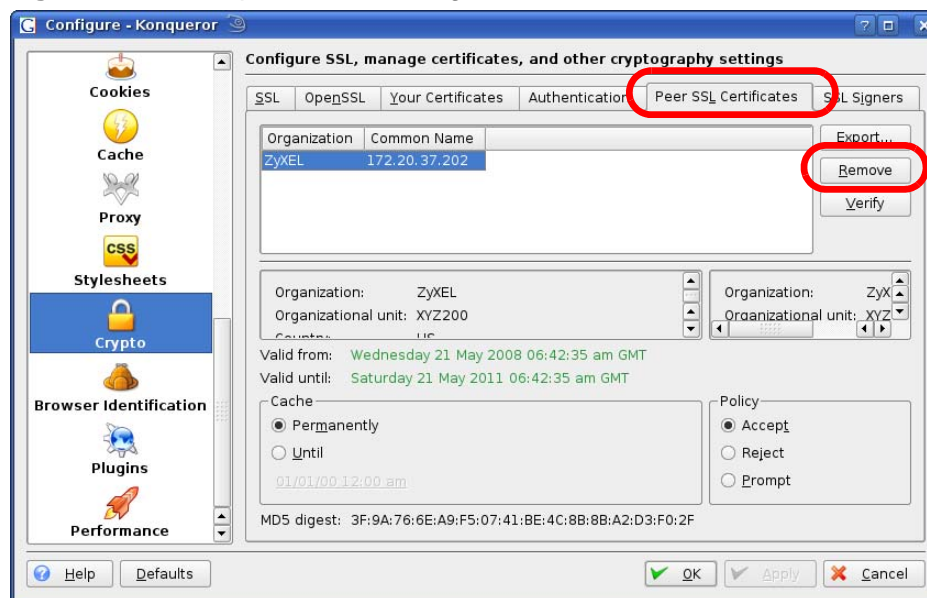 Configure - Konqueror
Configure SSL, manage certificates, and other cryptography settings
Cookies
Cache
Proxy
CSS
Stylesheets
Crypto
Browser Identification
Plugins
Performance
SSL OpenSSL Your Certificates Authentication Peer SSL Certificates SSL Signers
Organization Common Name
ZyXEL 172.20.37.202
Export...
Remove
Verify
Organization: ZyXEL
Organizational unit: XYZ200
Country: US
Organization: ZyX
Organizational unit: XYZ
Valid from: Wednesday 21 May 2008 06:42:35 am GMT
Valid until: Saturday 21 May 2011 06:42:35 am GMT
Cache
Permanently
Until
01/01/00 12:00 am
Policy
Accept
Reject
Prompt
MD5 digest: 3F:9A:76:6E:A9:F5:07:41:BE:4C:8B:8B:A2:D3:F0:2F
Help Defaults OK Apply Cancel